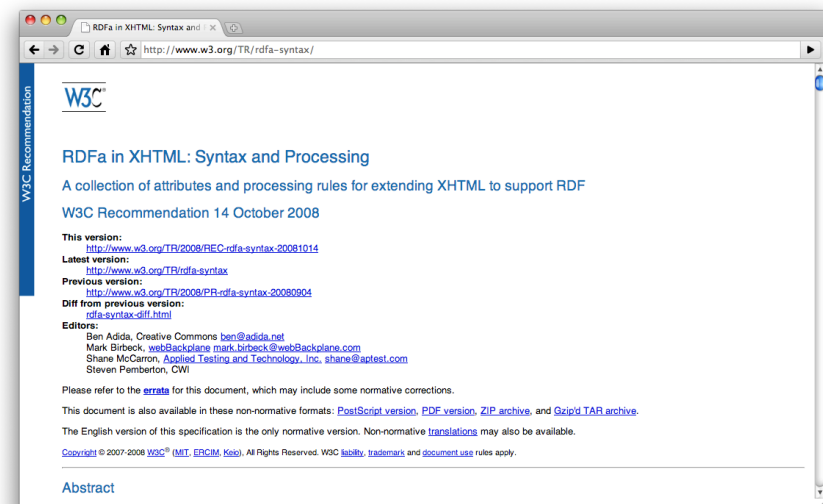 RDFa in XHTML: Syntax and
http://www.w3.org/TR/rdfa-syntax/
W3C Recommendation
W3C®
RDFa in XHTML: Syntax and Processing
A collection of attributes and processing rules for extending XHTML to support RDF
W3C Recommendation 14 October 2008
This version:
http://www.w3.org/TR/2008/REC-rdfa-syntax-20081014
Latest version:
http://www.w3.org/TR/rdfa-syntax
Previous version:
http://www.w3.org/TR/2008/PR-rdfa-syntax-20080904
Diff from previous version:
rdfa-syntax-diff.html
Editors:
Ben Adida, Creative Commons ben@adida.net
Mark Birbeck, webBackplane mark.birbeck@webBackplane.com
Shane McCarron, Applied Testing and Technology, Inc. shane@aptest.com
Steven Pemberton, CWI
Please refer to the errata for this document, which may include some normative corrections.
This document is also available in these non-normative formats: PostScript version, PDF version, ZIP archive, and Gzip'd TAR archive.
The English version of this specification is the only normative version. Non-normative translations may also be available.
Copyright © 2007-2008 W3C® (MIT, ERCIM, Keio), All Rights Reserved. W3C liability, trademark and document use rules apply.
Abstract